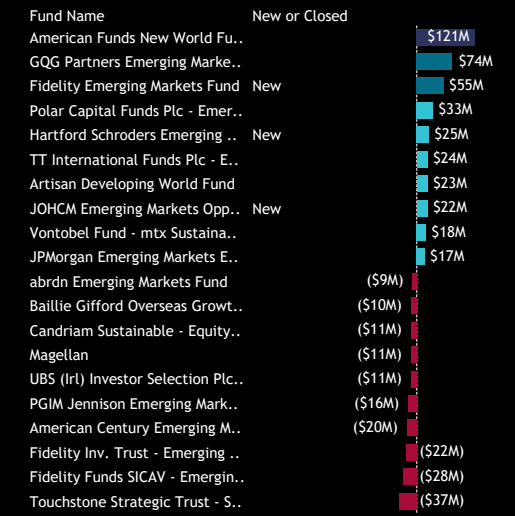 Fund Name New or Closed
American Funds New World Fu.. $121M
GQG Partners Emerging Marke.. $74M
Fidelity Emerging Markets Fund New $55M
Polar Capital Funds Plc - Emer.. $33M
Hartford Schroders Emerging .. New $25M
TT International Funds Plc - E.. $24M
Artisan Developing World Fund $23M
JOHCM Emerging Markets Opp.. New $22M
Vontobel Fund - mtx Sustaina.. $18M
JPMorgan Emerging Markets E.. $17M
abrdn Emerging Markets Fund ($9M)
Baillie Gifford Overseas Growt.. ($10M)
Candriam Sustainable - Equity.. ($11M)
Magellan ($11M)
UBS (Irl) Investor Selection Plc.. ($11M)
PGIM Jennison Emerging Mark.. ($16M)
American Century Emerging M.. ($20M)
Fidelity Inv. Trust - Emerging .. ($22M)
Fidelity Funds SICAV - Emergin.. ($28M)
Touchstone Strategic Trust - S.. ($37M)